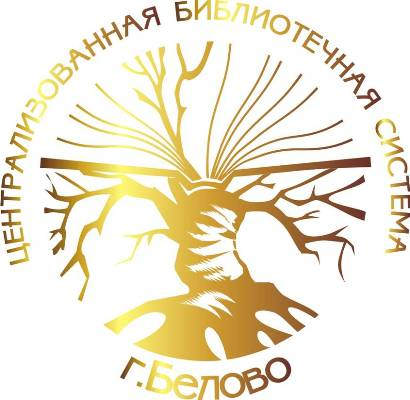 ЦЕНТРАЛИЗОВАННАЯ БИБЛИОТЕЧНАЯ СИСТЕМА
г.Белово